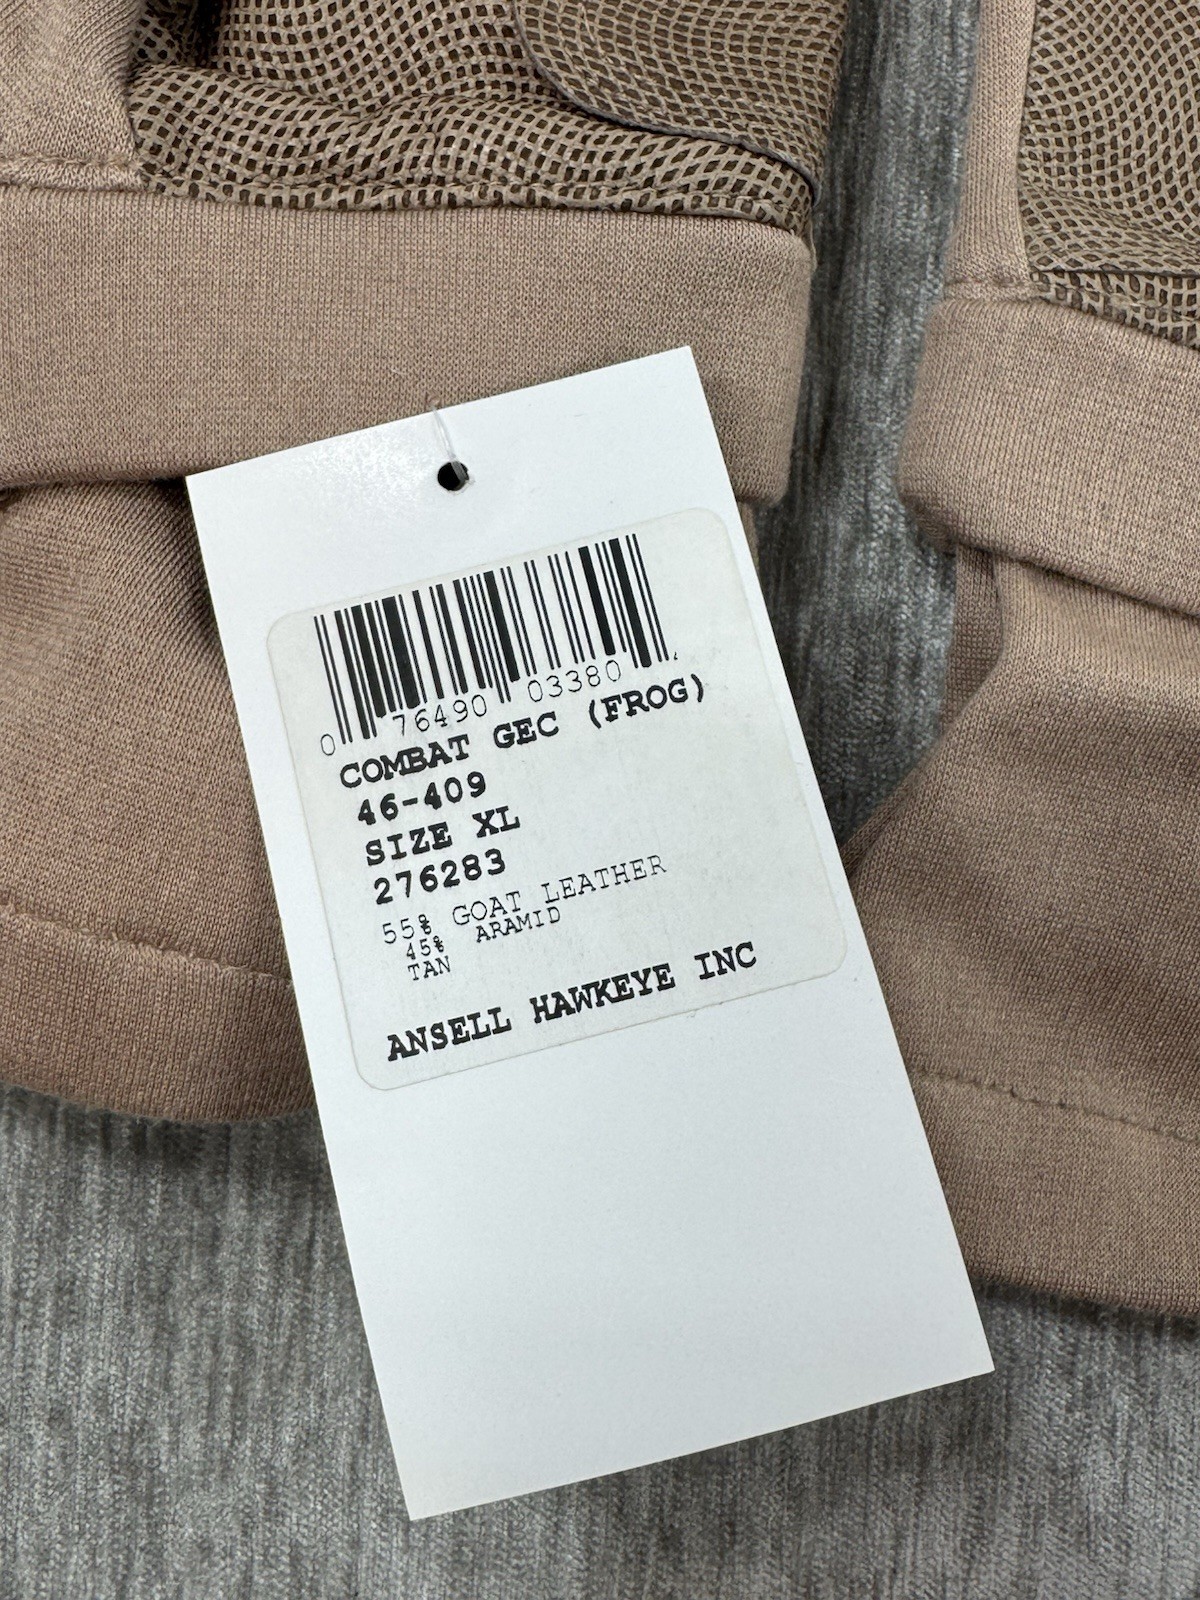 0 76490 03380
COMBAT GEC (FROG)
46-409
SIZE XL
276283
55% GOAT LEATHER
45% ARAMID
TAN
ANSELL HAWKEYE INC